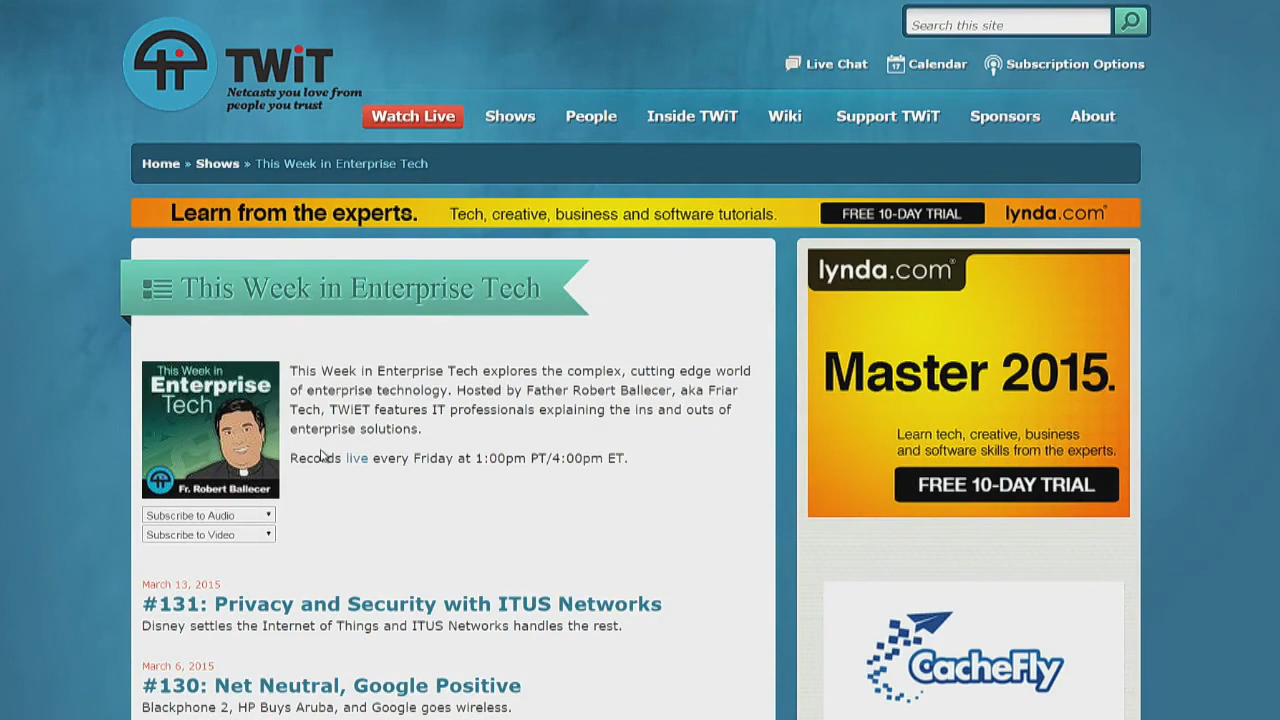 Search this site
TWiT
Netcasts you love from
people you trust
Live Chat
17
Calendar
Subscription Options
Watch Live
Shows
People
Inside TWiT
Wiki
Support TWiT
Sponsors
About
Home » Shows » This Week in Enterprise Tech
Learn from the experts. Tech, creative, business and software tutorials. FREE 10-DAY TRIAL lynda.com®
This Week in Enterprise Tech
This Week in
Enterprise
Tech
Fr. Robert Ballecer
This Week in Enterprise Tech explores the complex, cutting edge world
of enterprise technology. Hosted by Father Robert Ballecer, aka Friar
Tech, TWiET features IT professionals explaining the ins and outs of
enterprise solutions.
Records live every Friday at 1:00pm PT/4:00pm ET.
Subscribe to Audio
Subscribe to Video
March 13, 2015
#131: Privacy and Security with ITUS Networks
Disney settles the Internet of Things and ITUS Networks handles the rest.
March 6, 2015
#130: Net Neutral, Google Positive
Blackphone 2, HP Buys Aruba, and Google goes wireless.
lynda.com®
Master 2015.
Learn tech, creative, business
and software skills from the experts.
FREE 10-DAY TRIAL
CacheFly